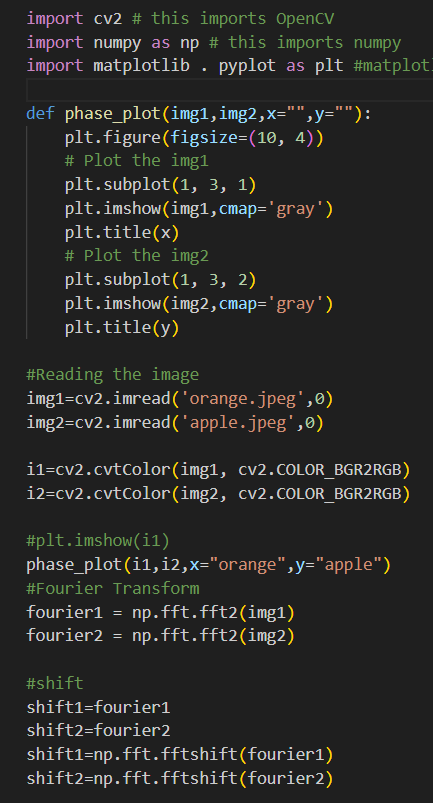 import cv2 # this imports OpenCV
import numpy as np # this imports numpy
import matplotlib . pyplot as plt #matplotl
def phase_plot(img1,img2,x="",y=""):
    plt.figure(figsize=(10, 4))
    # Plot the img1
    plt.subplot(1, 3, 1)
    plt.imshow(img1,cmap='gray')
    plt.title(x)
    # Plot the img2
    plt.subplot(1, 3, 2)
    plt.imshow(img2,cmap='gray')
    plt.title(y)
#Reading the image
img1=cv2.imread('orange.jpeg',0)
img2=cv2.imread('apple.jpeg',0)
i1=cv2.cvtColor(img1, cv2.COLOR_BGR2RGB)
i2=cv2.cvtColor(img2, cv2.COLOR_BGR2RGB)
#plt.imshow(i1)
phase_plot(i1,i2,x="orange",y="apple")
#Fourier Transform
fourier1 = np.fft.fft2(img1)
fourier2 = np.fft.fft2(img2)
#shift
shift1=fourier1
shift2=fourier2
shift1=np.fft.fftshift(fourier1)
shift2=np.fft.fftshift(fourier2)